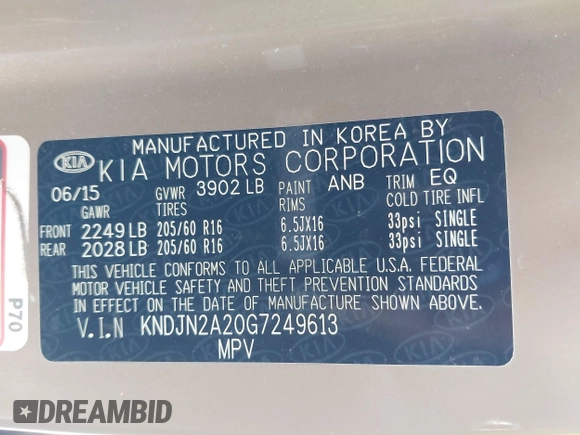 MANUFACTURED IN KOREA BY
KIA KIA MOTORS CORPORATION
06/15 GVWR 3902 LB PAINT ANB TRIM EQ
GAWR TIRES RIMS COLD TIRE INFL
FRONT 2249 LB 205/60 R16 6.5JX16 33psi SINGLE
REAR 2028 LB 205/60 R16 6.5JX16 33psi SINGLE
THIS VEHICLE CONFORMS TO ALL APPLICABLE U.S.A. FEDERAL
MOTOR VEHICLE SAFETY AND THEFT PREVENTION STANDARDS
IN EFFECT ON THE DATE OF MANUFACTURE SHOWN ABOVE.
V.I.N KNDJN2A20G7249613
MPV
P70
DREAMBID